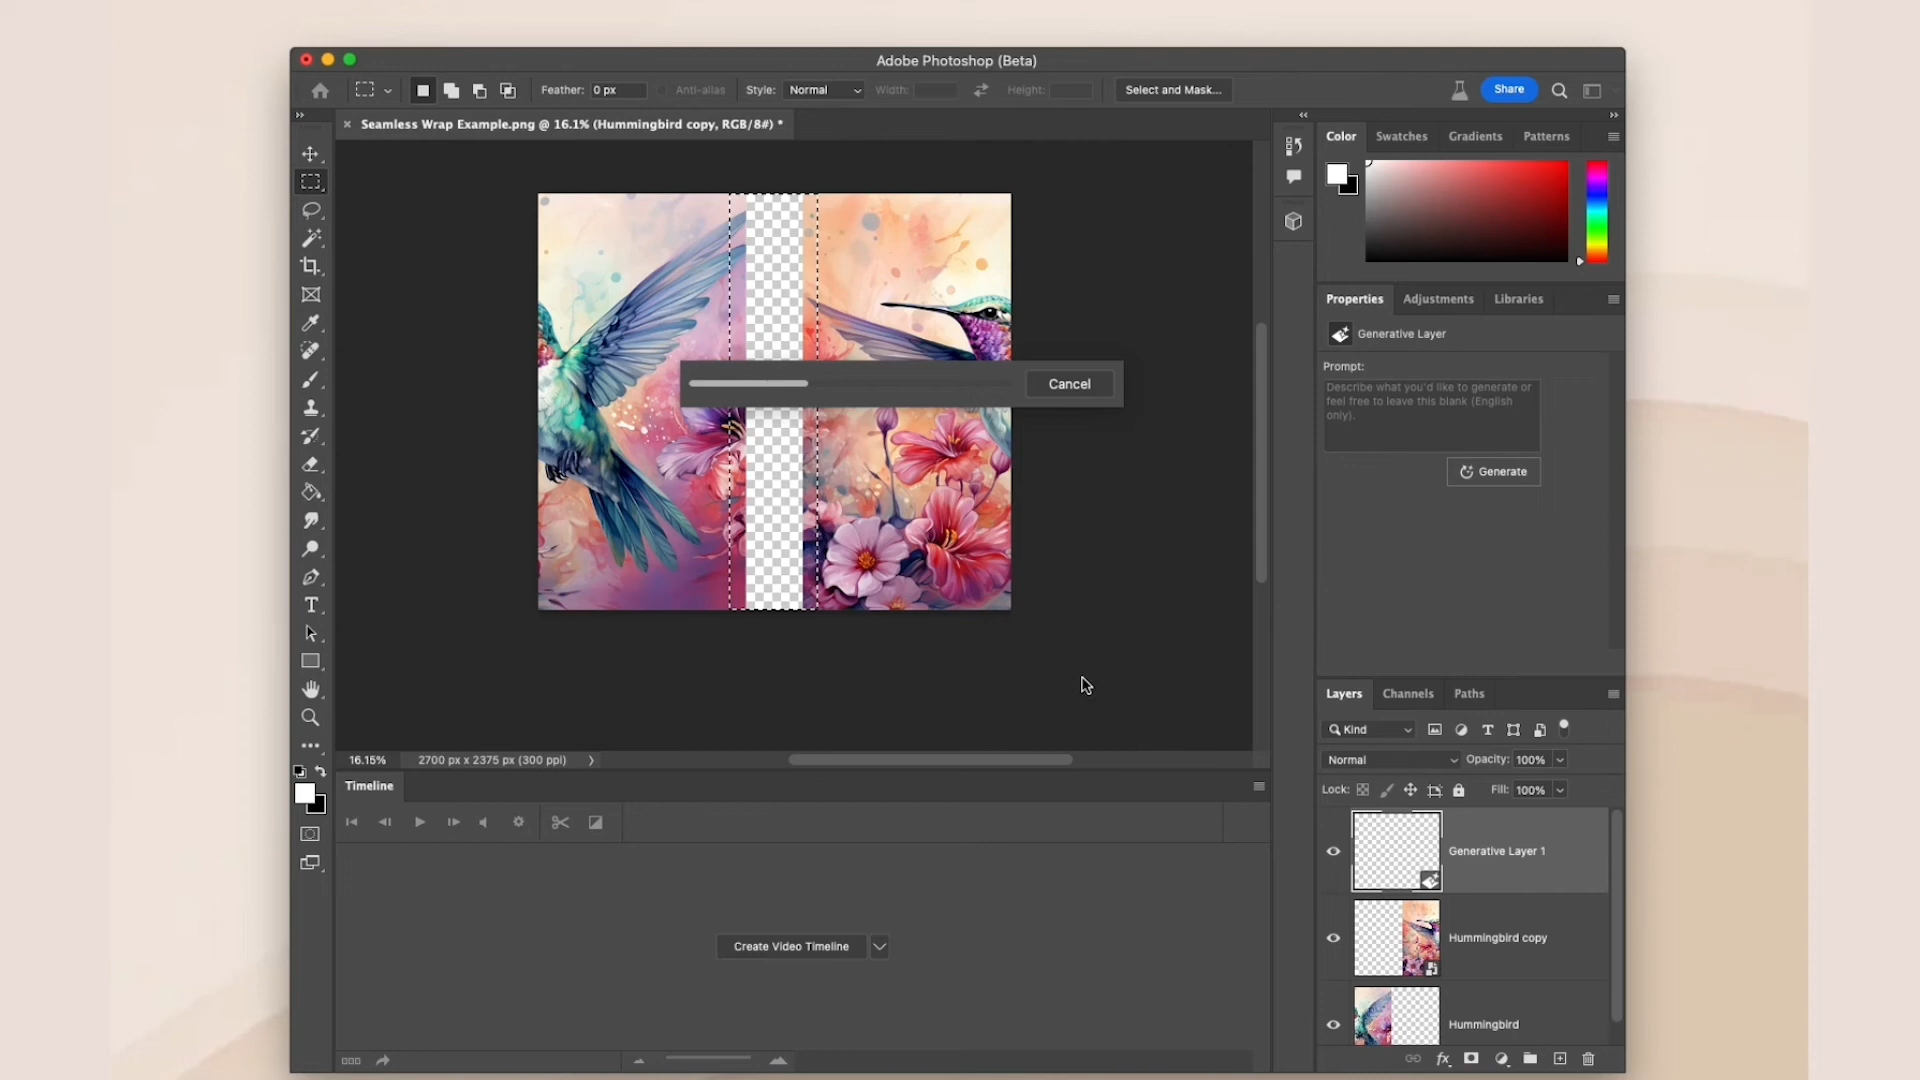 Adobe Photoshop (Beta)
Feather: 0 px Anti-alias Style: Normal Width: Height: Select and Mask... Share
Seamless Wrap Example.png @ 16.1% (Hummingbird copy, RGB/8#) *
Color Swatches Gradients Patterns
Properties Adjustments Libraries
Generative Layer
Prompt:
Describe what you'd like to generate or
feel free to leave this blank (English
only).
Cancel
Generate
Layers Channels Paths
Kind
Normal Opacity: 100%
Lock: Fill: 100%
16.15% 2700 px x 2375 px (300 ppi)
Timeline
Generative Layer 1
Hummingbird copy
Create Video Timeline
Hummingbird
fx